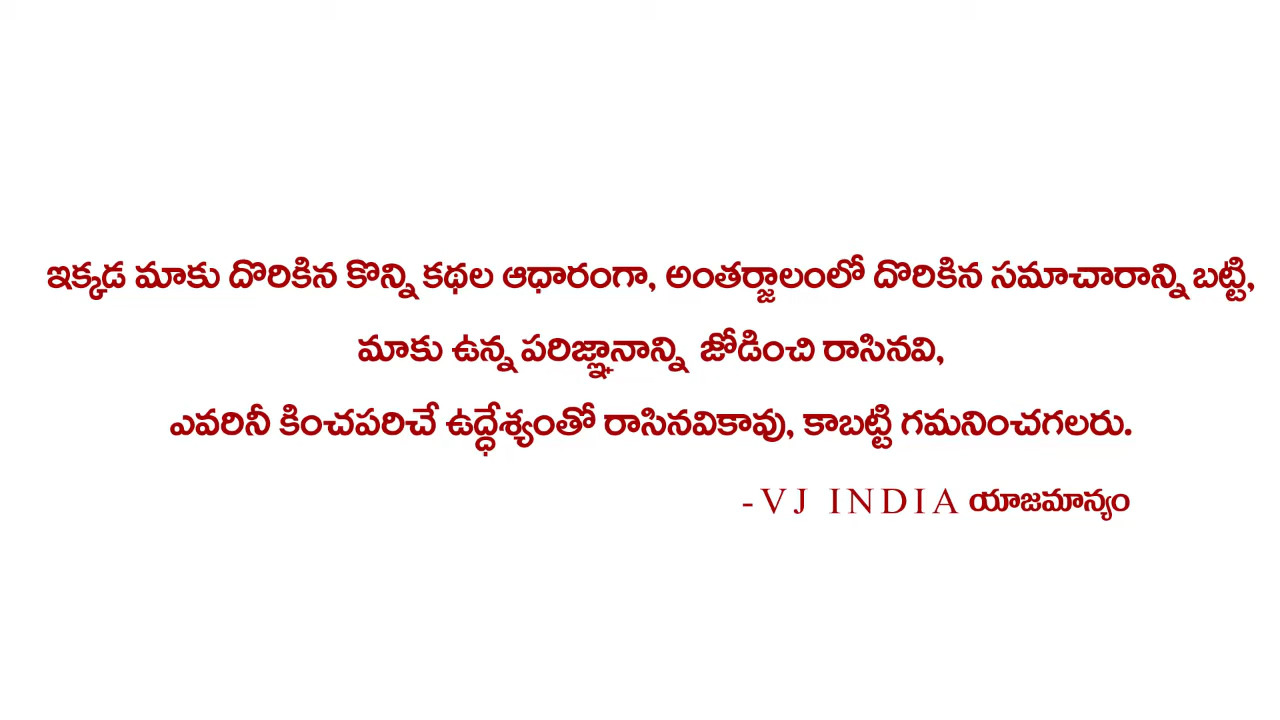 ఇక్కడ మాకు దొరికిన కొన్ని కథల ఆధారంగా, అంతర్జాలంలో దొరికిన సమాచారాన్ని బట్టి,
మాకు ఉన్న పరిజ్ఞానాన్ని జోడించి రాసినవి,
ఎవరినీ కించపరిచే ఉద్ధేశ్యంతో రాసినవికావు, కాబట్టి గమనించగలరు.
-VJ INDIA యాజమాన్యం